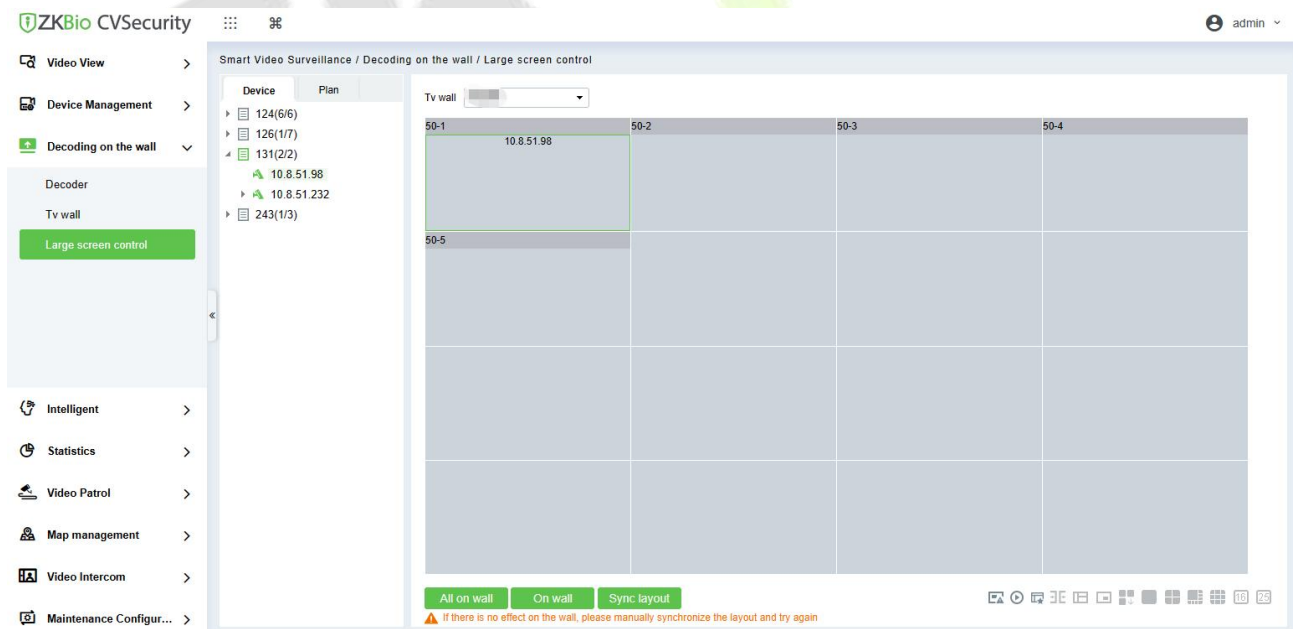 ZKBio CVSecurity
admin
Video View
Device Management
Decoding on the wall
Decoder
Tv wall
Large screen control
Intelligent
Statistics
Video Patrol
Map management
Video Intercom
Maintenance Configur...
Smart Video Surveillance / Decoding on the wall / Large screen control
Device Plan
124(6/6)
126(1/7)
131(2/2)
10.8.51.98
10.8.51.232
243(1/3)
Tv wall
50-1 50-2 50-3 50-4
10.8.51.98
50-5
All on wall On wall Sync layout
16 25
If there is no effect on the wall, please manually synchronize the layout and try again